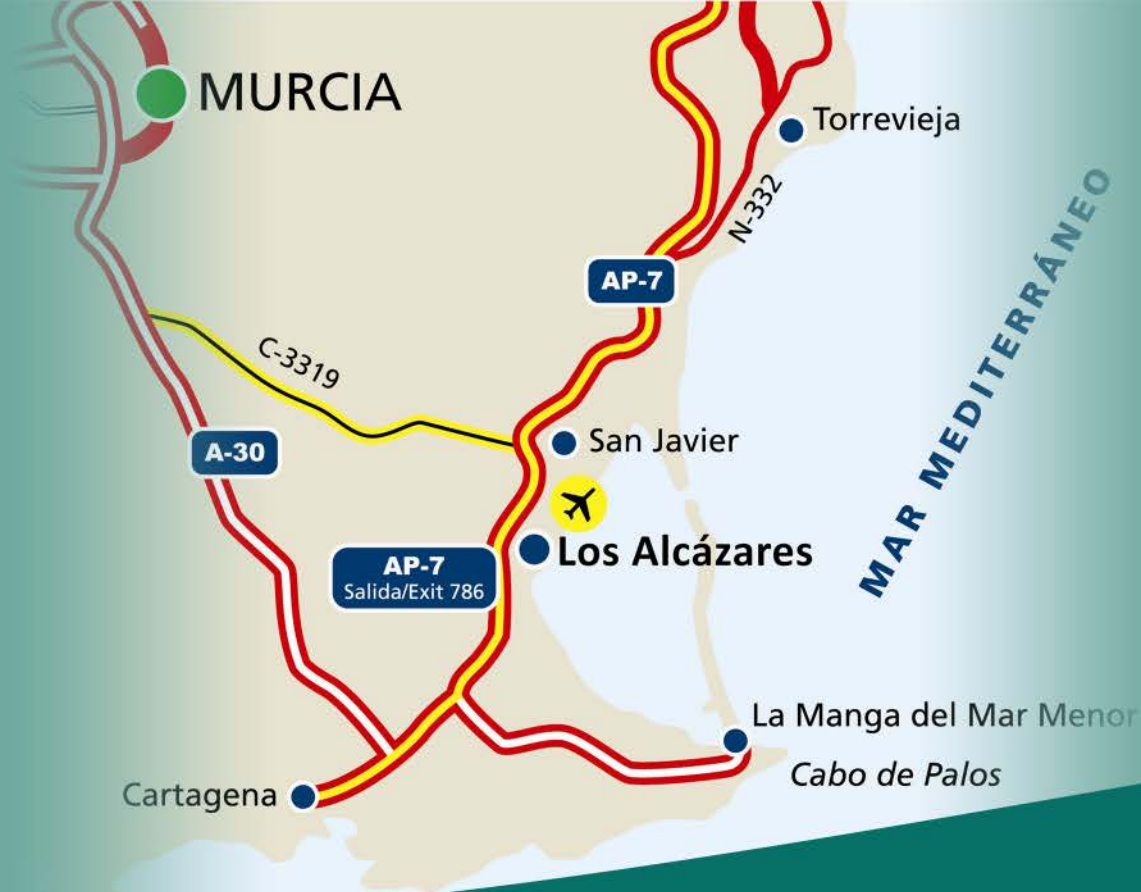 MURCIA
Torrevieja
N-332
MAR MEDITERRÁNEO
AP-7
C-3319
San Javier
A-30
Los Alcázares
AP-7
Salida/Exit 786
La Manga del Mar Menor
Cabo de Palos
Cartagena